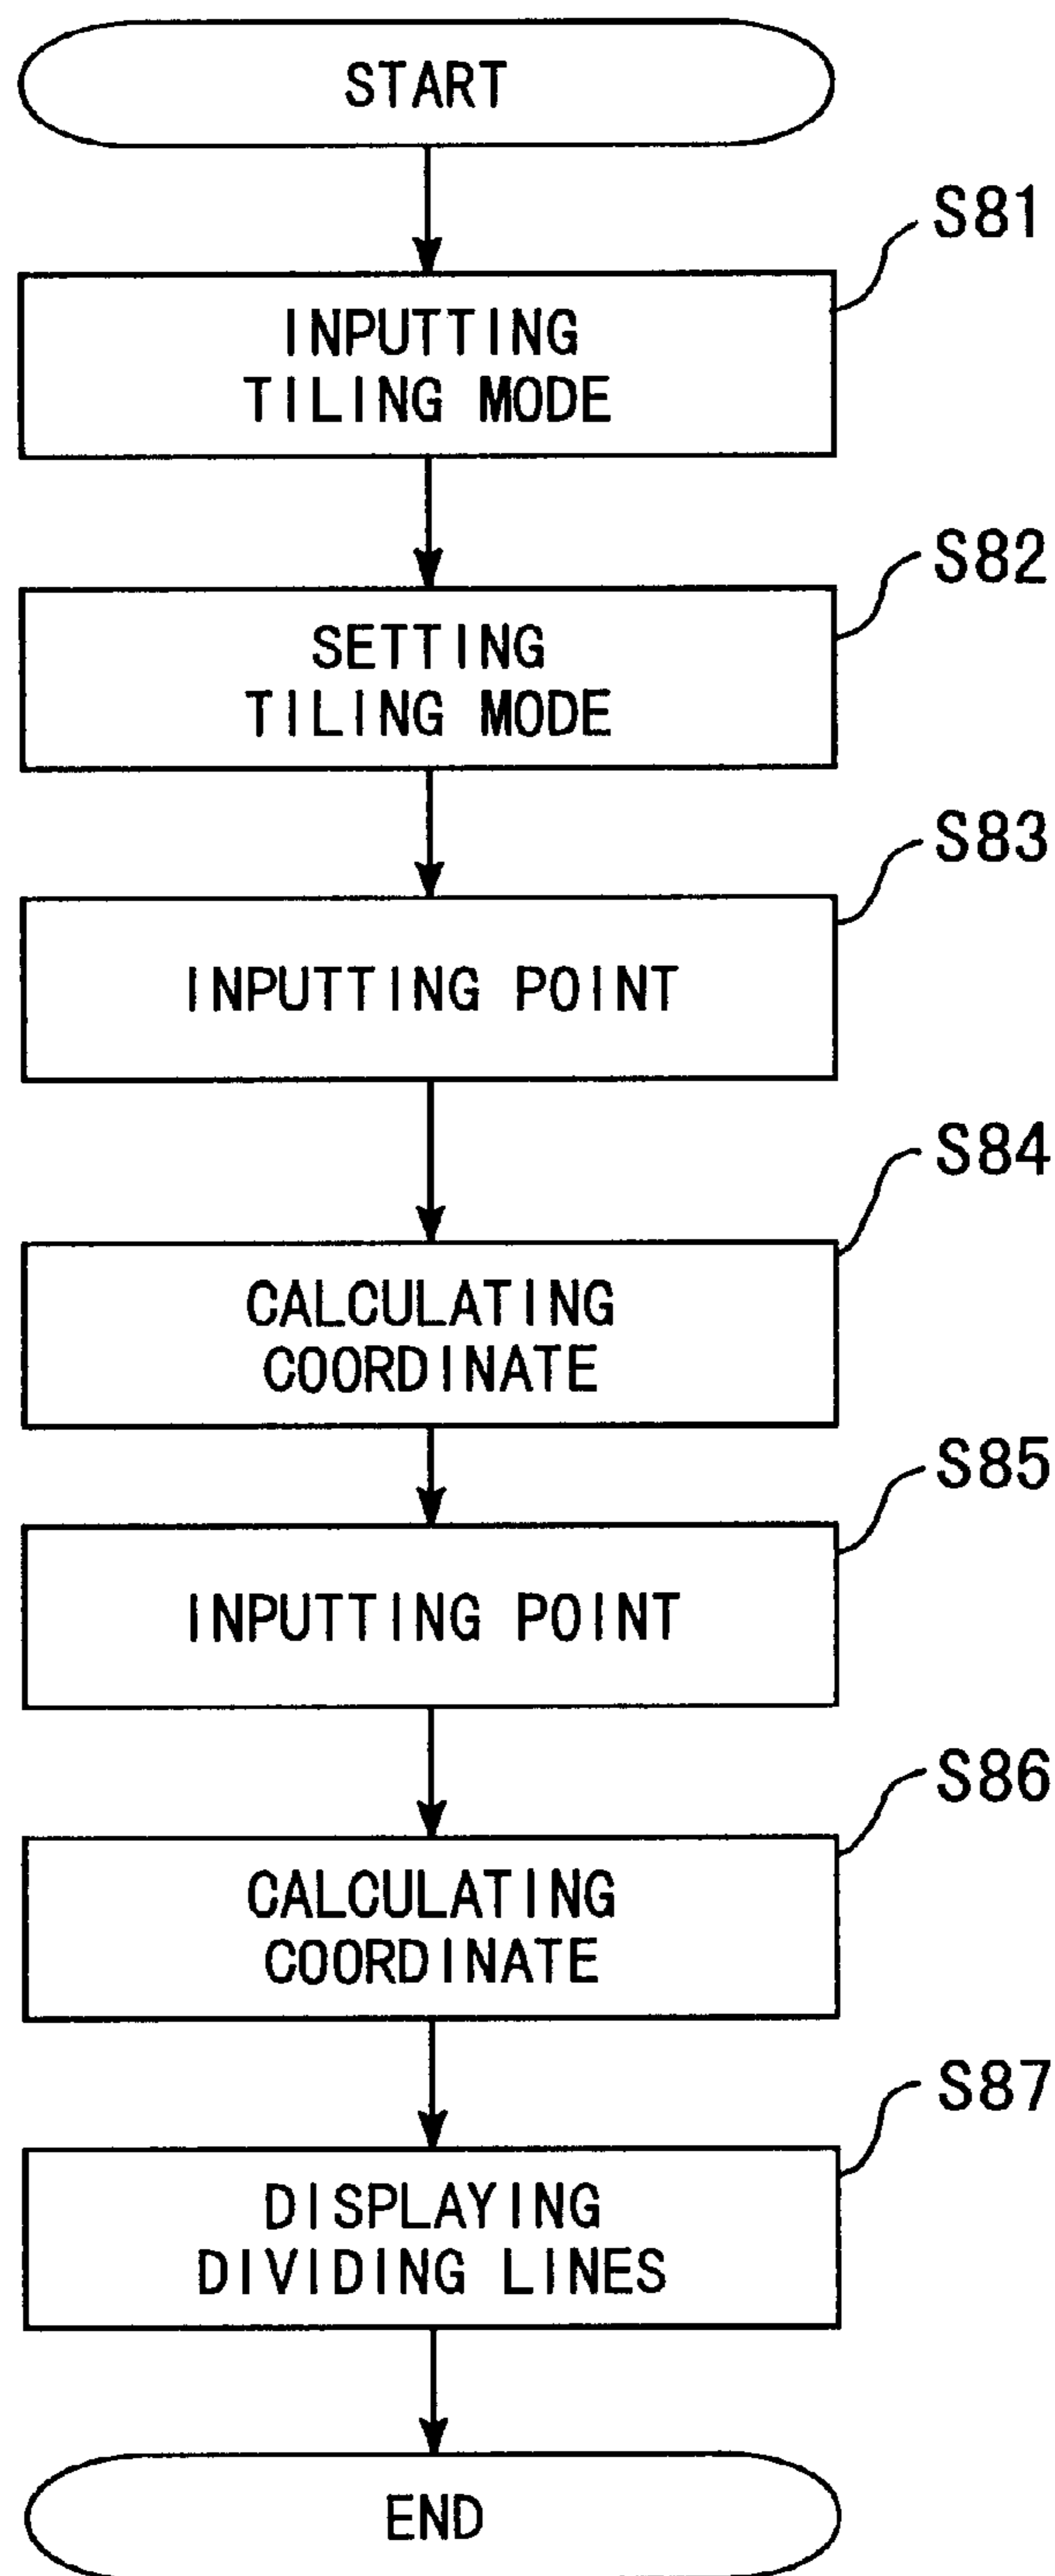 START
S81
INPUTTING
TILING MODE
S82
SETTING
TILING MODE
S83
INPUTTING POINT
S84
CALCULATING
COORDINATE
S85
INPUTTING POINT
S86
CALCULATING
COORDINATE
S87
DISPLAYING
DIVIDING LINES
END